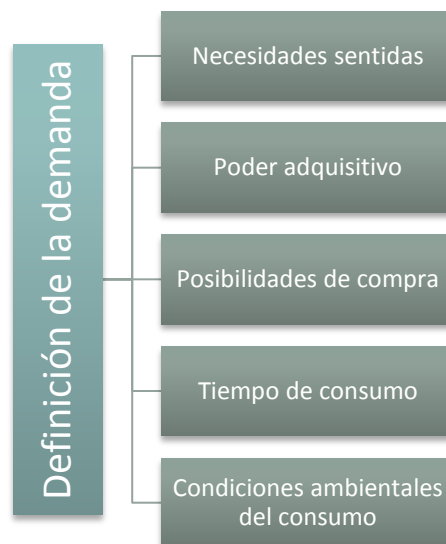 Definición de la demanda
Necesidades sentidas
Poder adquisitivo
Posibilidades de compra
Tiempo de consumo
Condiciones ambientales
del consumo